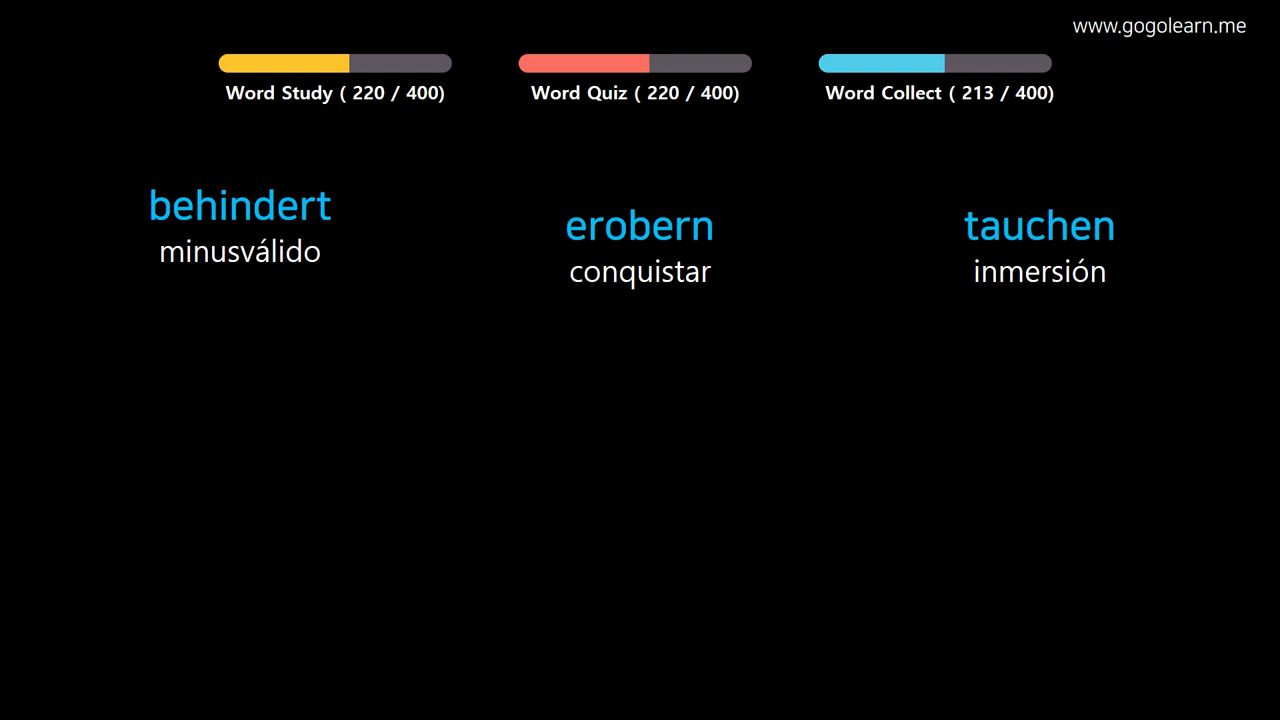 www.gogolearn.me
Word Study ( 220 / 400)
Word Quiz ( 220 / 400)
Word Collect ( 213 / 400)
behindert
minusválido
erobern
conquistar
tauchen
inmersión